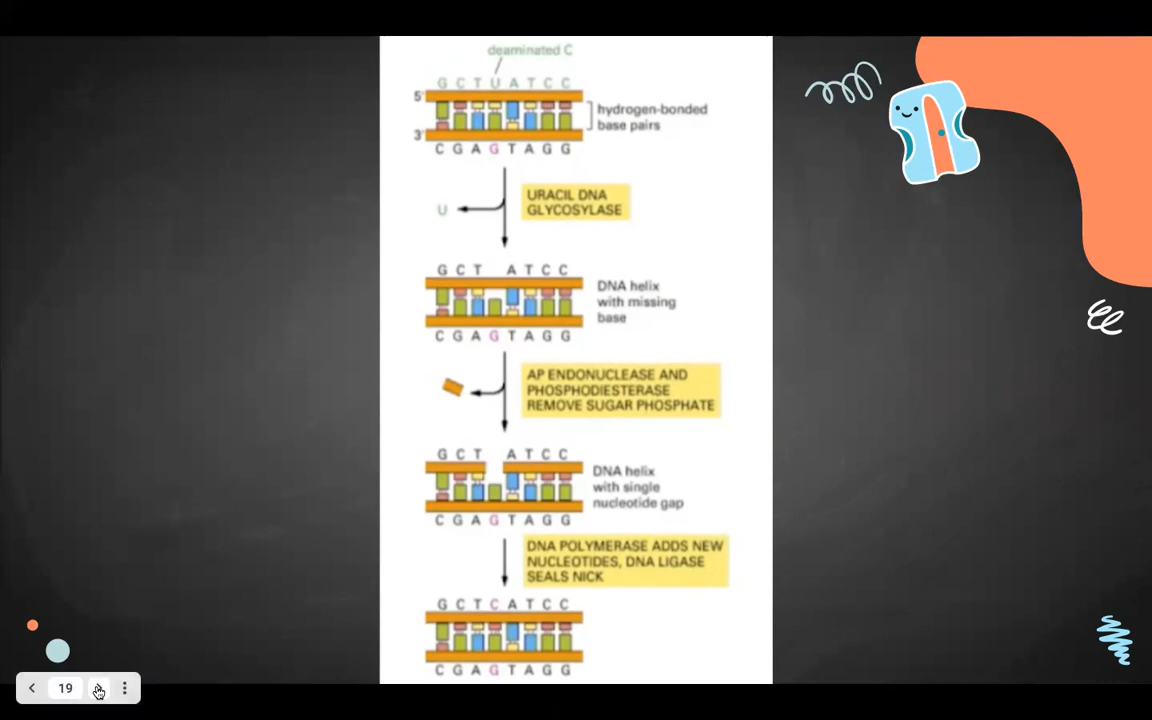 deaminated C
G C T U A T C C
5'
hydrogen-bonded
base pairs
3'
C G A G T A G G
URACIL DNA
GLYCOSYLASE
U
G C T A T C C
DNA helix
with missing
base
C G A G T A G G
AP ENDONUCLEASE AND
PHOSPHODIESTERASE
REMOVE SUGAR PHOSPHATE
G C T A T C C
DNA helix
with single
nucleotide gap
C G A G T A G G
DNA POLYMERASE ADDS NEW
NUCLEOTIDES, DNA LIGASE
SEALS NICK
G C T C A T C C
C G A G T A G G
19